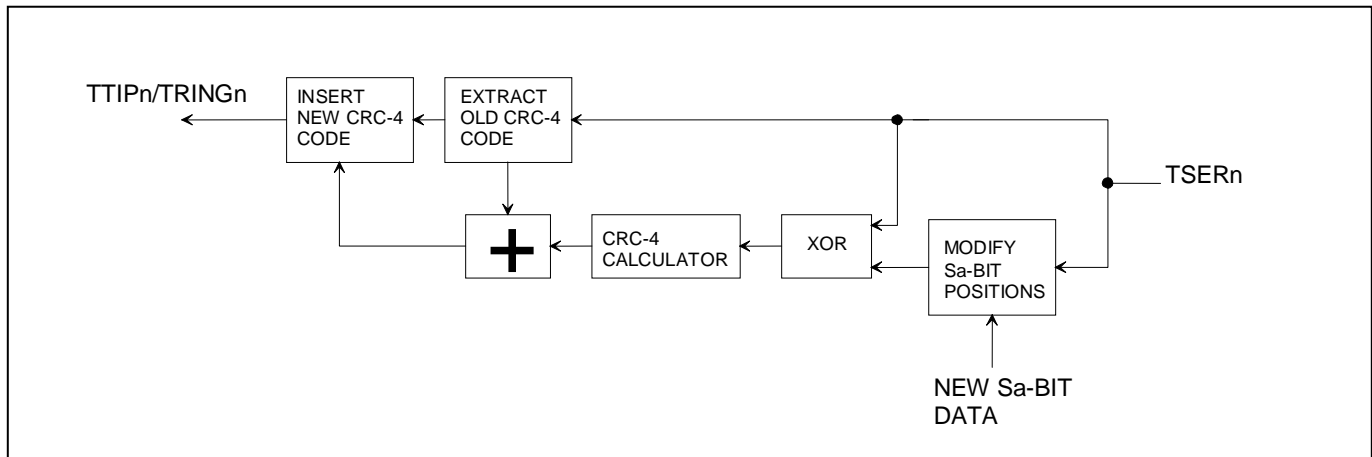 TTIPn/TRINGn
INSERT
NEW CRC-4
CODE
EXTRACT
OLD CRC-4
CODE
TSERn
+
CRC-4
CALCULATOR
XOR
MODIFY
Sa-BIT
POSITIONS
NEW Sa-BIT
DATA